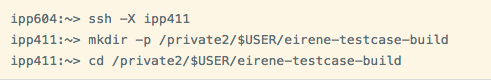 ipp604:~> ssh -X ipp411
ipp411:~> mkdir -p /private2/$USER/eirene-testcase-build
ipp411:~> cd /private2/$USER/eirene-testcase-build